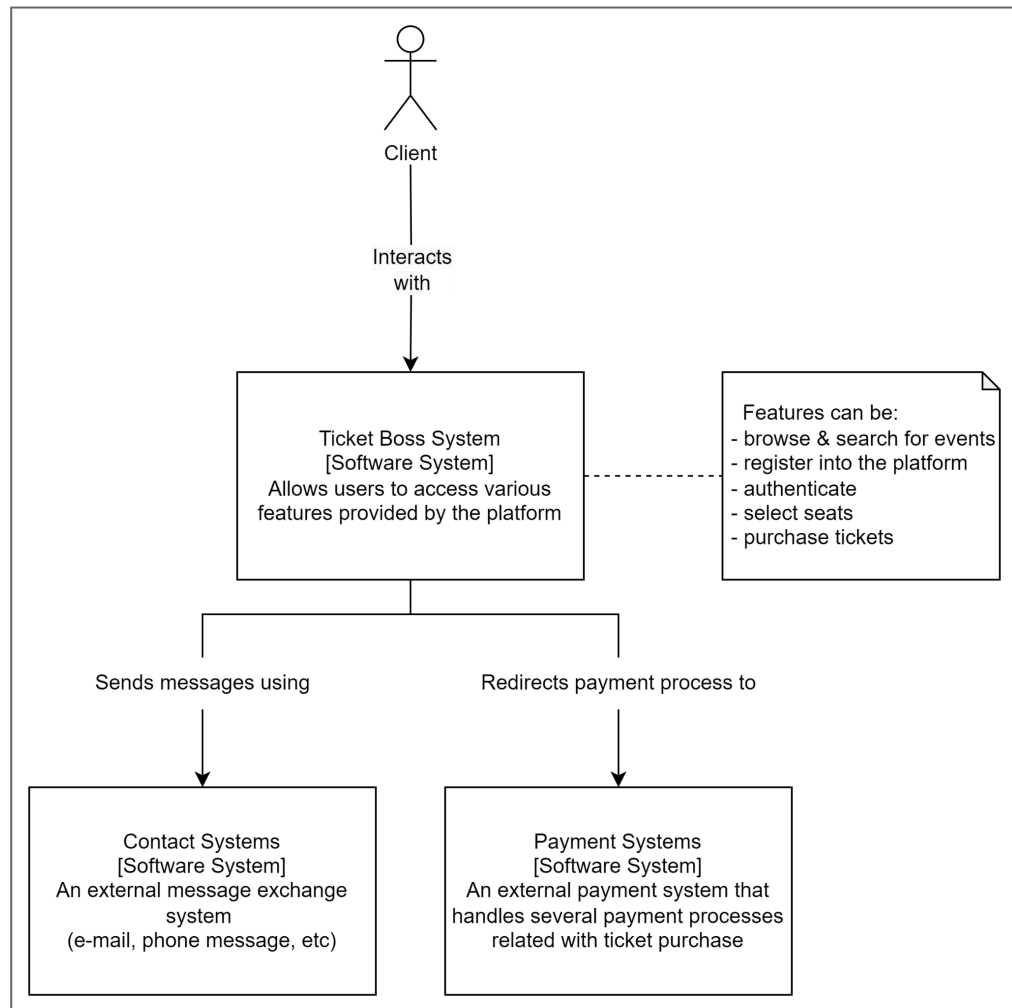 Client
Interacts
with
Ticket Boss System
[Software System]
Allows users to access various
features provided by the platform
Features can be:
- browse & search for events
- register into the platform
- authenticate
- select seats
- purchase tickets
Sends messages using
Redirects payment process to
Contact Systems
[Software System]
An external message exchange
system
(e-mail, phone message, etc)
Payment Systems
[Software System]
An external payment system that
handles several payment processes
related with ticket purchase